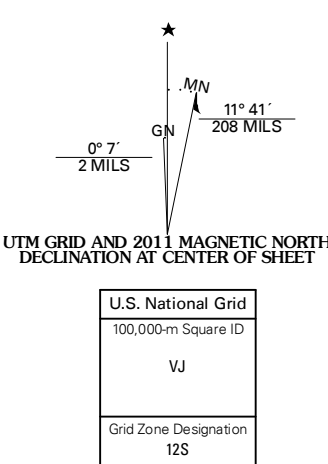 MN
GN
11° 41´
208 MILS
0° 7´
2 MILS
UTM GRID AND 2011 MAGNETIC NORTH
DECLINATION AT CENTER OF SHEET
U.S. National Grid
100,000-m Square ID
VJ
Grid Zone Designation
12S